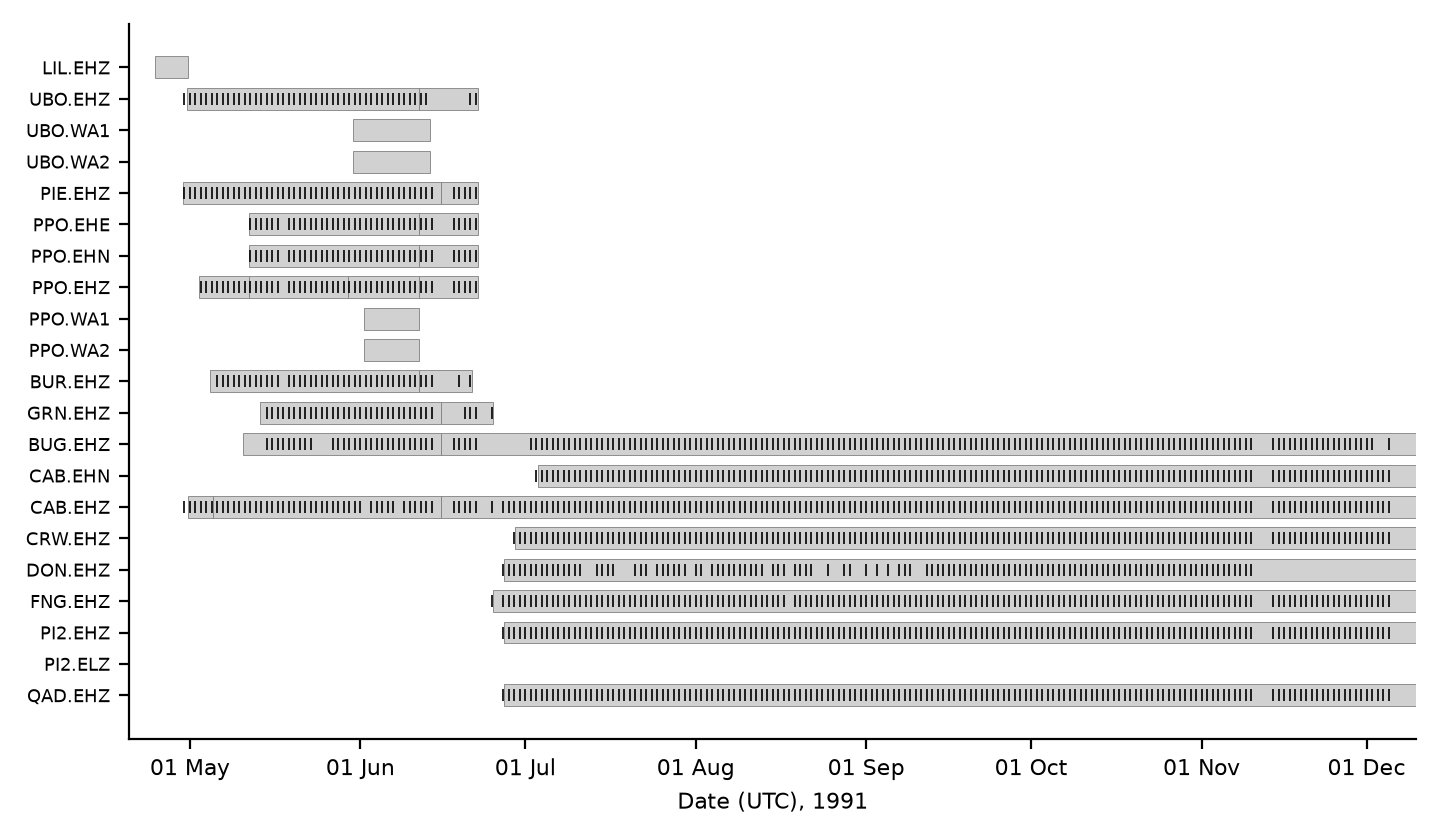 LIL.EHZ
UBO.EHZ
UBO.WA1
UBO.WA2
PIE.EHZ
PPO.EHE
PPO.EHN
PPO.EHZ
PPO.WA1
PPO.WA2
BUR.EHZ
GRN.EHZ
BUG.EHZ
CAB.EHN
CAB.EHZ
CRW.EHZ
DON.EHZ
FNG.EHZ
PI2.EHZ
PI2.ELZ
QAD.EHZ
01 May 01 Jun 01 Jul 01 Aug 01 Sep 01 Oct 01 Nov 01 Dec
Date (UTC), 1991